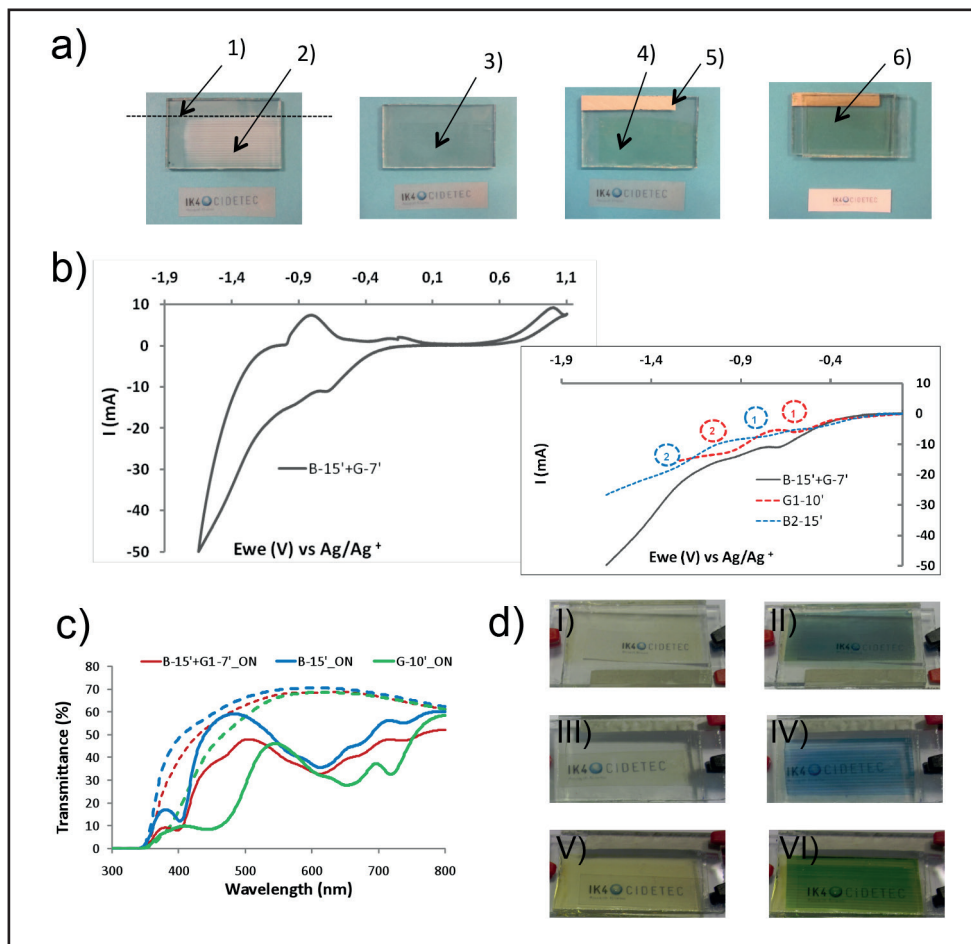 a)
1) 2) 3) 4) 5) 6)
IK4 CIDETEC
IK4 CIDETEC
IK4 CIDETEC
IK4 CIDETEC
b)
-1,9 -1,4 -0,9 -0,4 0,1 0,6 1,1
10
0
-10
-20
-30
-40
-50
I (mA)
B-15'+G-7'
Ewe (V) vs Ag/Ag+
-1,9 -1,4 -0,9 -0,4
10
0
-10
-20
-30
-40
-50
I (mA)
2 2 1 1
B-15'+G-7'
G1-10'
B2-15'
Ewe (V) vs Ag/Ag+
c)
B-15'+G1-7'_ON B-15'_ON G-10'_ON
80
70
60
50
40
30
20
10
0
Transmittance (%)
300 400 500 600 700 800
Wavelength (nm)
d)
I) II)
IK4 CIDETEC IK4 CIDETEC
III) IV)
IK4 CIDETEC IK4 CIDETEC
V) VI)
IK4 CIDETEC IK4 CIDETEC